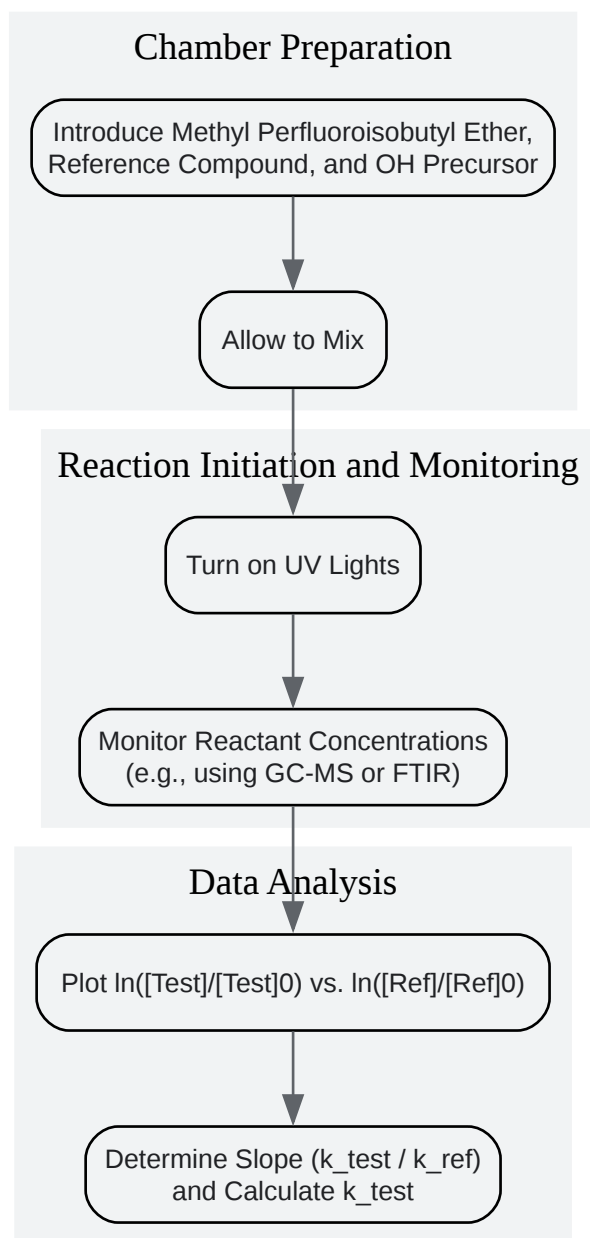 Chamber Preparation
Introduce Methyl Perfluoroisobutyl Ether,
Reference Compound, and OH Precursor
Allow to Mix
Reaction Initiation and Monitoring
Turn on UV Lights
Monitor Reactant Concentrations
(e.g., using GC-MS or FTIR)
Data Analysis
Plot ln([Test]/[Test]0) vs. ln([Ref]/[Ref]0)
Determine Slope (k_test / k_ref)
and Calculate k_test